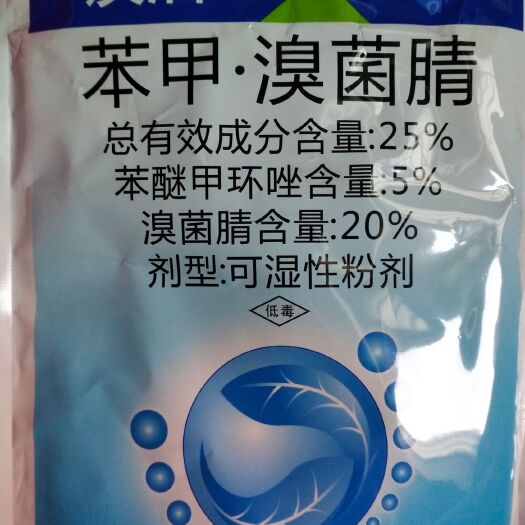 苯甲·溴菌腈
总有效成分含量:25%
苯醚甲环唑含量:5%
溴菌腈含量:20%
剂型:可湿性粉剂
低毒